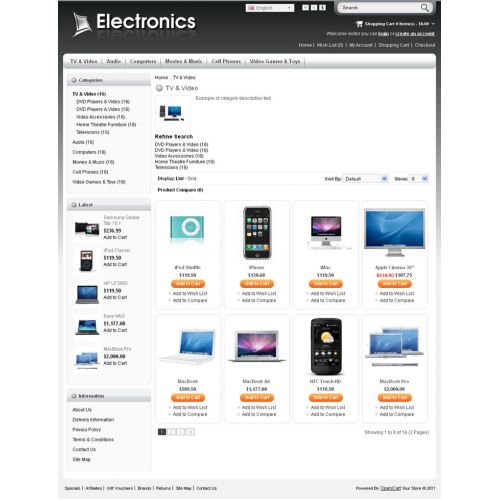 Electronics
English
Search
Shopping Cart 0 item(s) - $0.00
Welcome visitor you can login or create an account.
Home | Wish List (0) | My Account | Shopping Cart | Checkout
TV & Video
Audio
Computers
Movies & Music
Cell Phones
Video Games & Toys
Categories
TV & Video (16)
DVD Players & Video (16)
DVD Players & Video (16)
Video Accessories (16)
Home Theatre Furniture (16)
Televisions (16)
Audio (16)
Computers (16)
Movies & Music (16)
Cell Phones (16)
Video Games & Toys (16)
Latest
Samsung Galaxy Tab 10.1
$236.99
Add to Cart
iPod Classic
$119.50
Add to Cart
HP LP3065
$119.50
Add to Cart
Sony VAIO
$1,177.00
Add to Cart
MacBook Pro
$2,000.00
Add to Cart
Information
About Us
Delivery Information
Privacy Policy
Terms & Conditions
Contact Us
Site Map
Home › TV & Video
TV & Video
Example of category description text
Refine Search
DVD Players & Video (16)
DVD Players & Video (16)
Video Accessories (16)
Home Theatre Furniture (16)
Televisions (16)
Display: List / Grid
Sort By: Default
Show: 8
Product Compare (0)
iPod Shuffle
$119.50
Add to Cart
Add to Wish List
Add to Compare
iPhone
$120.68
Add to Cart
Add to Wish List
Add to Compare
iMac
$119.50
Add to Cart
Add to Wish List
Add to Compare
Apple Cinema 30"
$119.50 $107.75
Add to Cart
Add to Wish List
Add to Compare
MacBook
$589.50
Add to Cart
Add to Wish List
Add to Compare
MacBook Air
$1,177.00
Add to Cart
Add to Wish List
Add to Compare
HTC Touch HD
$119.50
Add to Cart
Add to Wish List
Add to Compare
MacBook Pro
$2,000.00
Add to Cart
Add to Wish List
Add to Compare
1 2 > >|
Showing 1 to 8 of 16 (2 Pages)
Specials | Affiliates | Gift Vouchers | Brands | Returns | Site Map | Contact Us
Powered By OpenCart Your Store © 2011